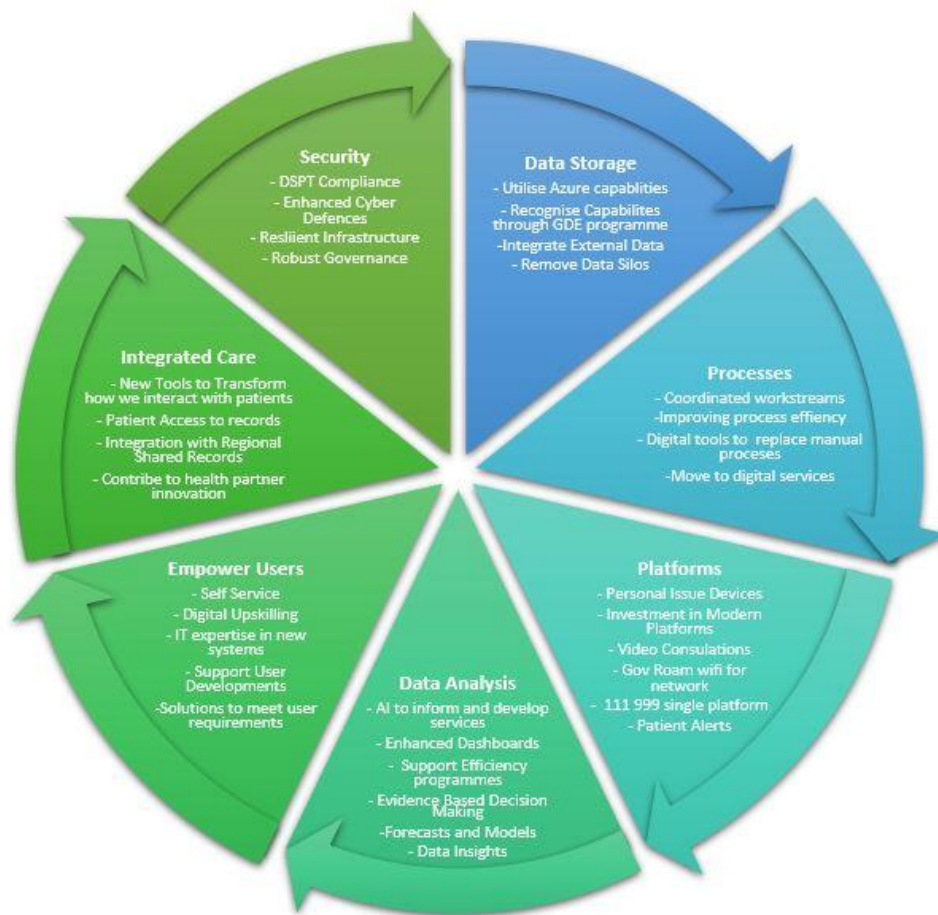 Security
- DSPT Compliance
- Enhanced Cyber
Defences
- Resliient Infrastructure
- Robust Governance
Data Storage
- Utilise Azure capablities
- Recognise Capabilites
through GDE programme
-Integrate External Data
- Remove Data Silos
Processes
- Coordinated workstreams
-Improving process effiency
- Digital tools to replace manual
proceses
-Move to digital services
Platforms
- Personal Issue Devices
- Investment in Modern
Platforms
- Video Consulations
- Gov Roam wifi for
network
- 111 999 single platform
- Patient Alerts
Data Analysis
- AI to inform and develop
services
- Enhanced Dashboards
- Support Efficiency
programmes
- Evidence Based Decision
Making
-Forecasts and Models
- Data Insights
Empower Users
- Self Service
- Digital Upskilling
- IT expertise in new
systems
- Support User
Developments
-Solutions to meet user
requirements
Integrated Care
- New Tools to Transform
how we interact with patients
- Patient Access to records
- Integration with Regional
Shared Records
- Contribe to health partner
innovation